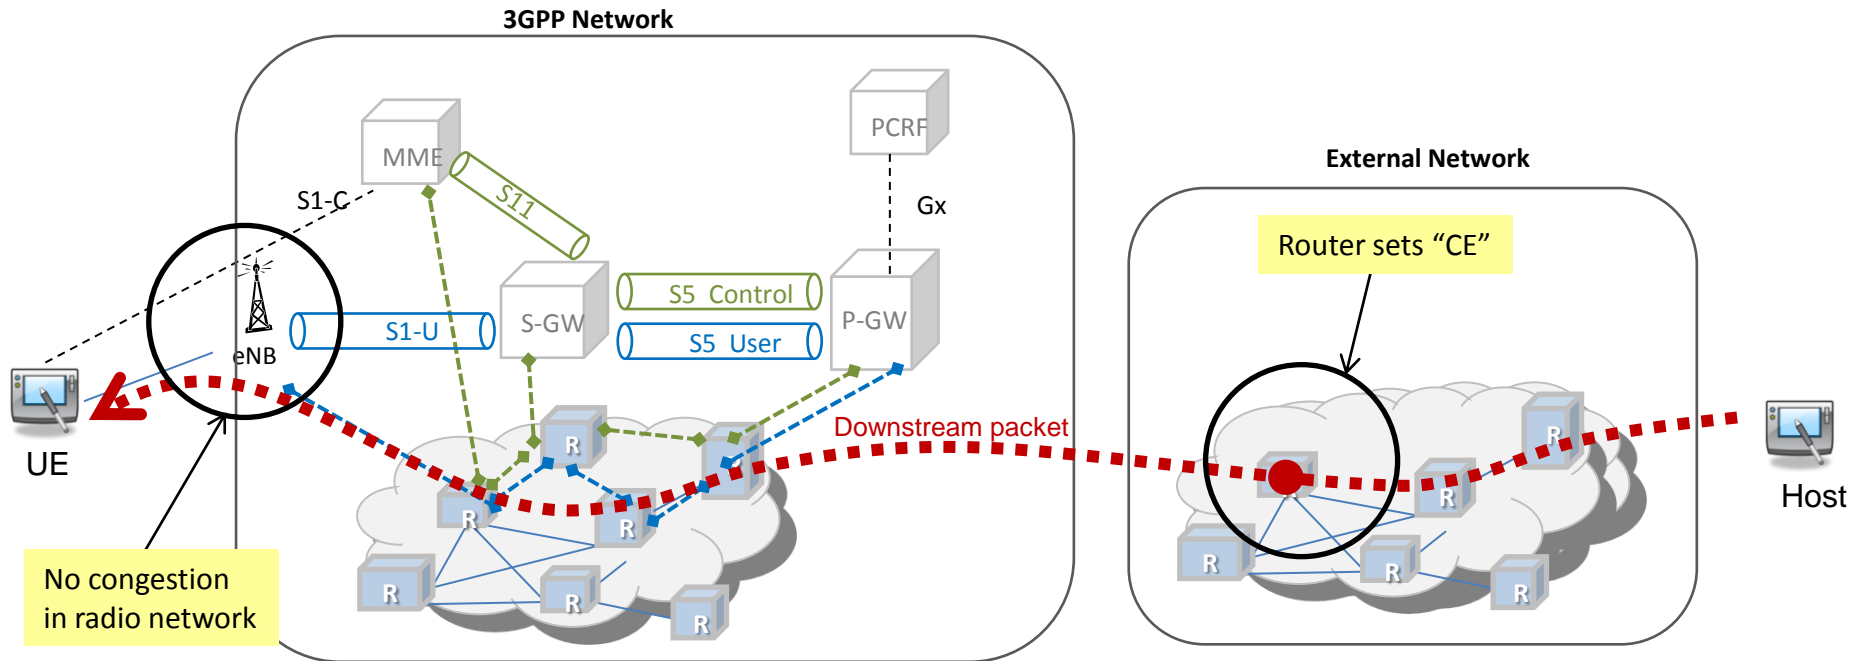 3GPP Network
PCRF
MME
External Network
S11
S1-C
Gx
Router sets “CE”
S5 Control
S1-U
S-GW
P-GW
S5 User
eNB
Downstream packet
R
R
UE
R
R
R
R
Host
No congestion
in radio network
R
R
R
R
R
R